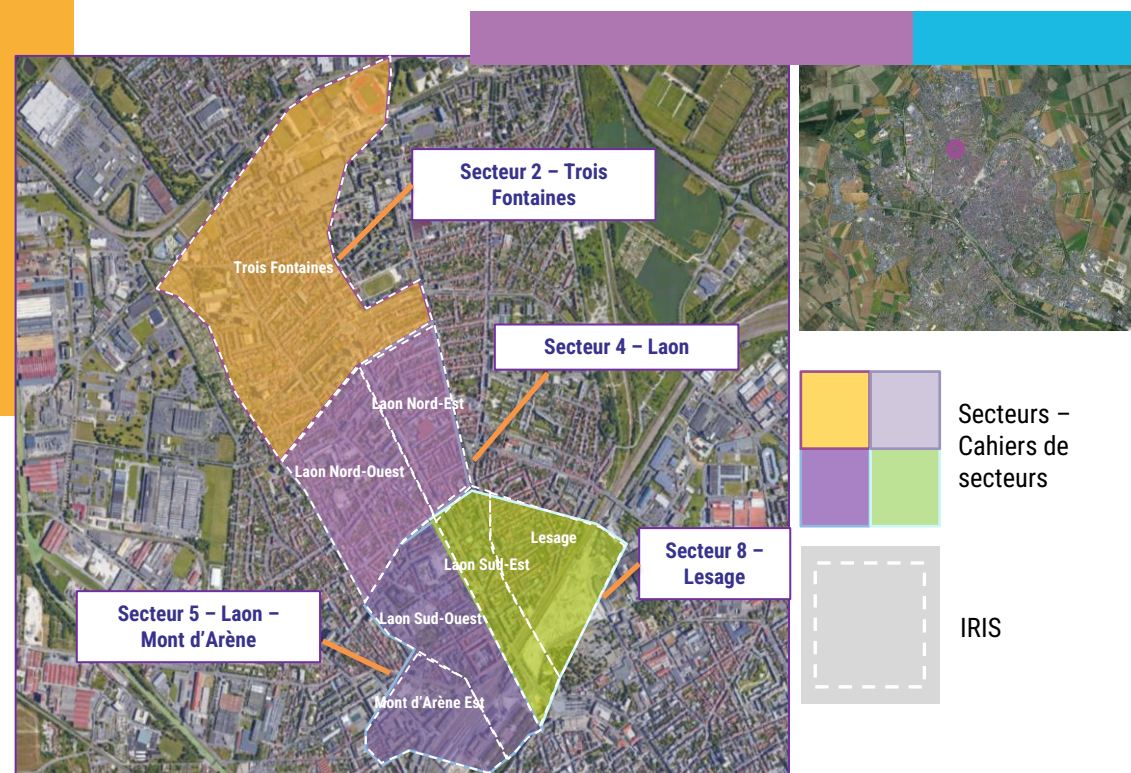 Secteur 2 – Trois
Fontaines
Trois Fontaines
Secteur 4 – Laon
Laon Nord-Est
Laon Nord-Ouest
Lesage
Laon Sud-Est
Secteur 8 –
Lesage
Secteur 5 – Laon –
Mont d'Arène
Laon Sud-Ouest
Mont d'Arène Est
Secteurs –
Cahiers de
secteurs
IRIS